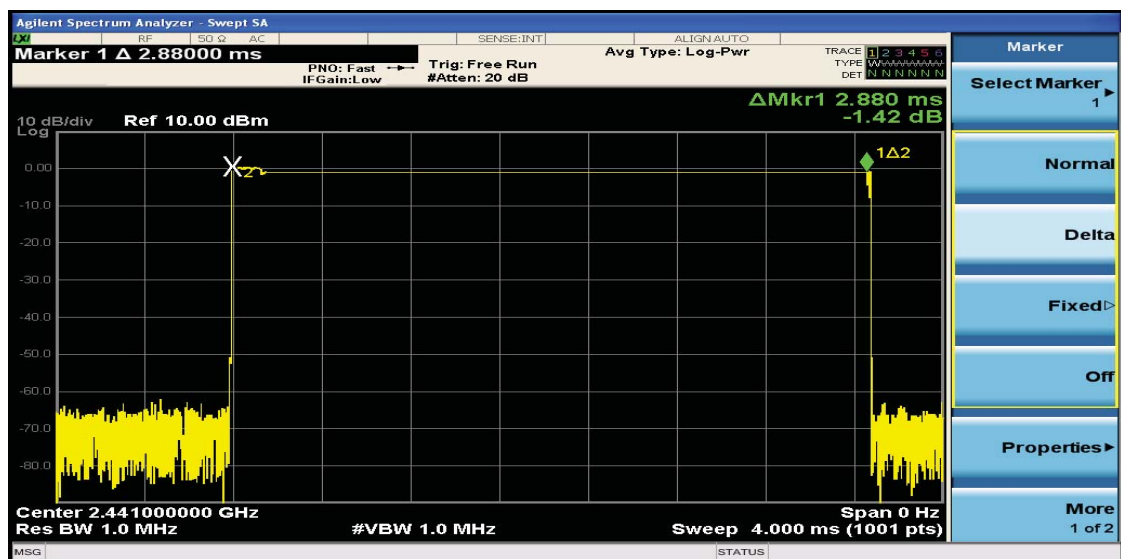 Agilent Spectrum Analyzer - Swept SA
LXI RF 50 Ω AC SENSE:INT ALIGN AUTO
Marker 1 Δ 2.88000 ms
PNO: Fast
IFGain:Low
Trig: Free Run
#Atten: 20 dB
Avg Type: Log-Pwr
TRACE 1 2 3 4 5 6
TYPE W W W W W W
DET N N N N N N
ΔMkr1 2.880 ms
-1.42 dB
10 dB/div Ref 10.00 dBm
Log
0.00
-10.0
-20.0
-30.0
-40.0
-50.0
-60.0
-70.0
-80.0
X2
1Δ2
Center 2.441000000 GHz Span 0 Hz
Res BW 1.0 MHz #VBW 1.0 MHz Sweep 4.000 ms (1001 pts)
MSG STATUS
Marker
Select Marker
1
Normal
Delta
Fixed
Off
Properties
More
1 of 2